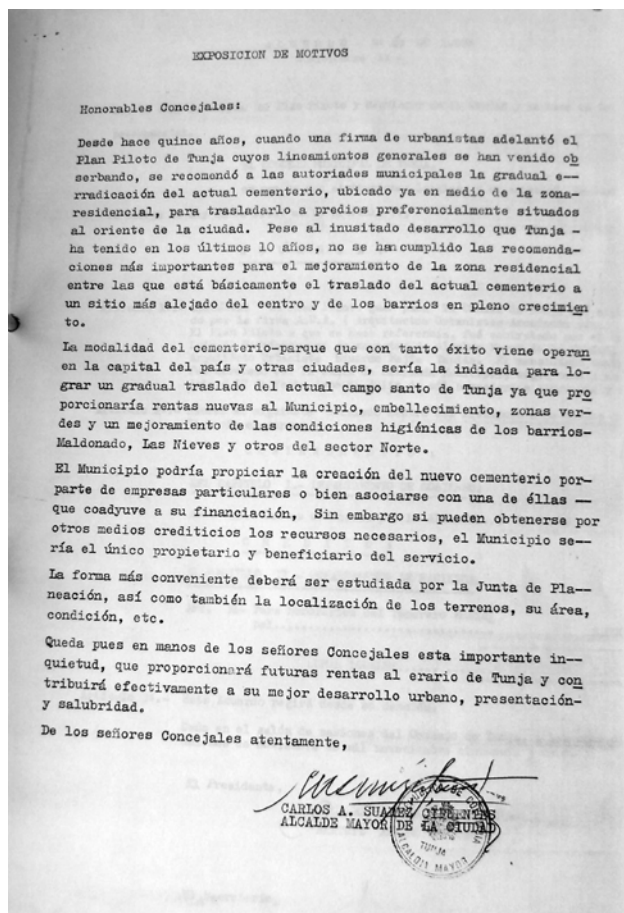 EXPOSICION DE MOTIVOS
Honorables Concejales:
Desde hace quince años, cuando una firma de urbanistas adelantó el
Plan Piloto de Tunja cuyos lineamientos generales se han venido ob
serbando, se recomendó a las autoriades municipales la gradual e--
rradicación del actual cementerio, ubicado ya en medio de la zona-
residencial, para trasladarlo a predios preferencialmente situados
al oriente de la ciudad. Pese al inusitado desarrollo que Tunja -
ha tenido en los últimos 10 años, no se han cumplido las recomenda-
ciones más importantes para el mejoramiento de la zona residencial
entre las que está básicamente el traslado del actual cementerio a
un sitio más alejado del centro y de los barrios en pleno crecimien
to.
La modalidad del cementerio-parque que con tanto éxito viene operan
en la capital del país y otras ciudades, sería la indicada para lo-
grar un gradual traslado del actual campo santo de Tunja ya que pro
porcionaría rentas nuevas al Municipio, embellecimiento, zonas ver-
des y un mejoramiento de las condiciones higiénicas de los barrios-
Maldonado, Las Nieves y otros del sector Norte.
El Municipio podría propiciar la creación del nuevo cementerio por-
parte de empresas particulares o bien asociarse con una de éllas --
que coadyuve a su financiación, Sin embargo si pueden obtenerse por
otros medios crediticios los recursos necesarios, el Municipio se--
ría el único propietario y beneficiario del servicio.
La forma más conveniente deberá ser estudiada por la Junta de Pla--
neación, así como también la localización de los terrenos, su área,
condición, etc.
Queda pues en manos de los señores Concejales esta importante in--
quietud, que proporcionará futuras rentas al erario de Tunja y con
tribuirá efectivamente a su mejor desarrollo urbano, presentación-
y salubridad.
De los señores Concejales atentamente,
CARLOS A. SUAREZ CIFUENTES
ALCALDE MAYOR DE LA CIUDAD
TUNJA
ALCALDIA MAYOR